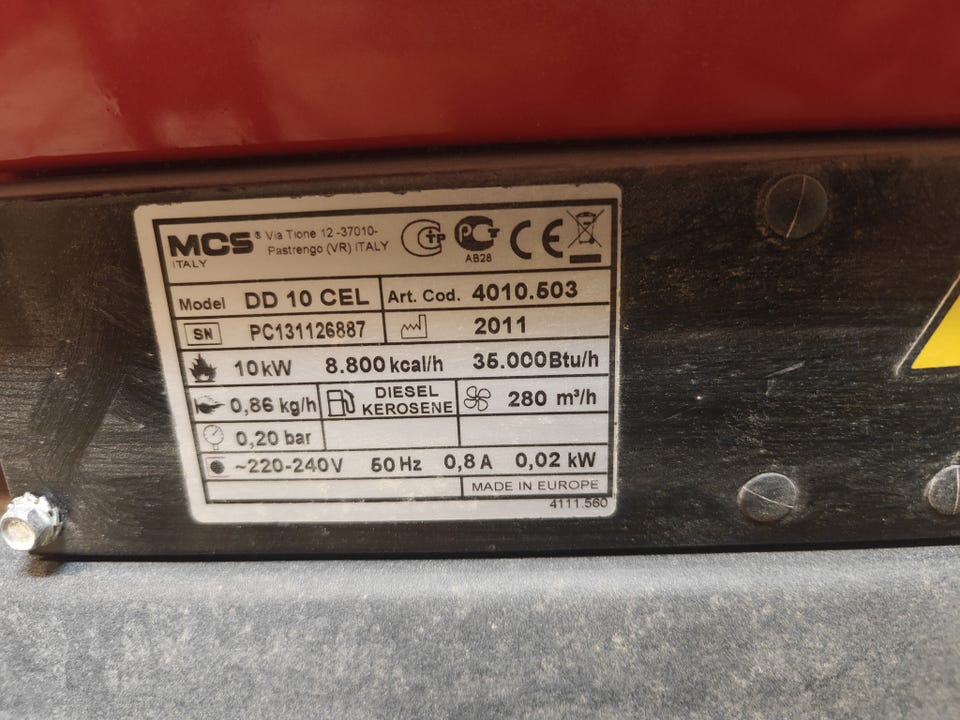 MCS® Via Tione 12 -37010-
ITALY Pastrengo (VR) ITALY
AB28
Model DD 10 CEL Art. Cod. 4010.503
SN PC131126887 2011
10 kW 8.800 kcal/h 35.000Btu/h
0,86 kg/h DIESEL KEROSENE 280 m³/h
0,20 bar
~220-240V 50 Hz 0,8 A 0,02 kW
MADE IN EUROPE
4111.560